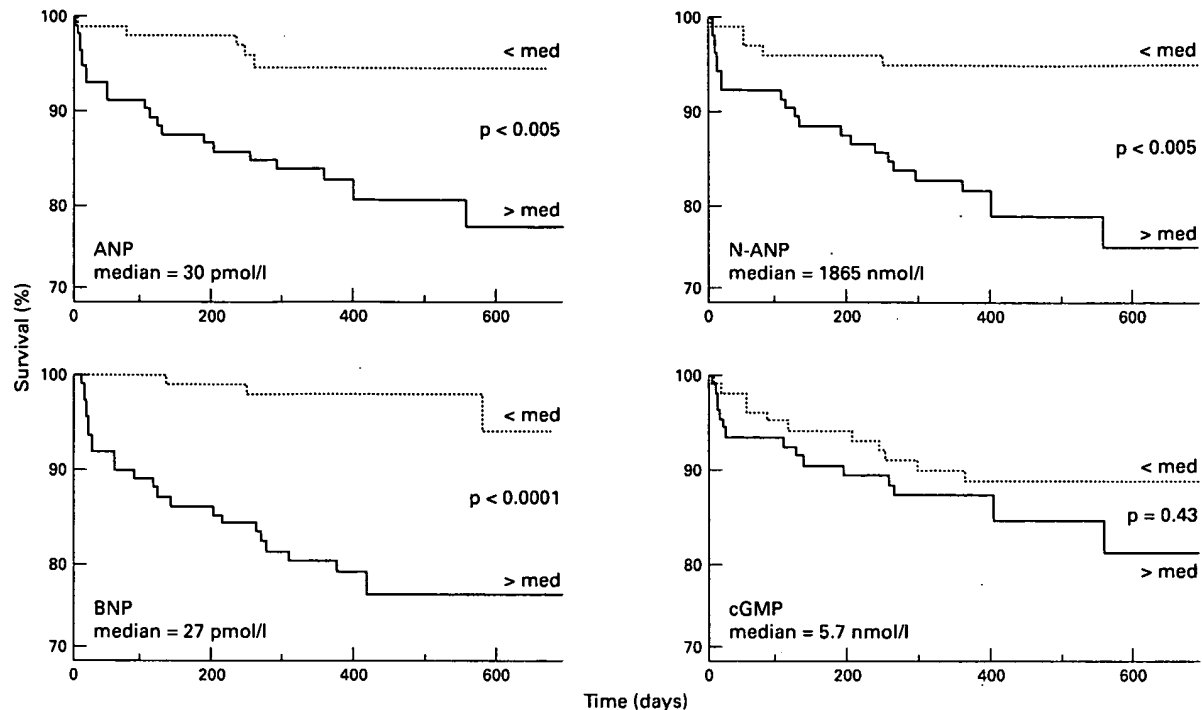 Survival (%)
100
90
80
70
0
200
400
600
< med
p < 0.005
> med
ANP
median = 30 pmol/l
100
90
80
70
0
200
400
600
< med
p < 0.005
> med
N-ANP
median = 1865 nmol/l
100
90
80
70
0
200
400
600
< med
p < 0.0001
> med
BNP
median = 27 pmol/l
100
90
80
70
0
200
400
600
< med
p = 0.43
> med
cGMP
median = 5.7 nmol/l
Time (days)